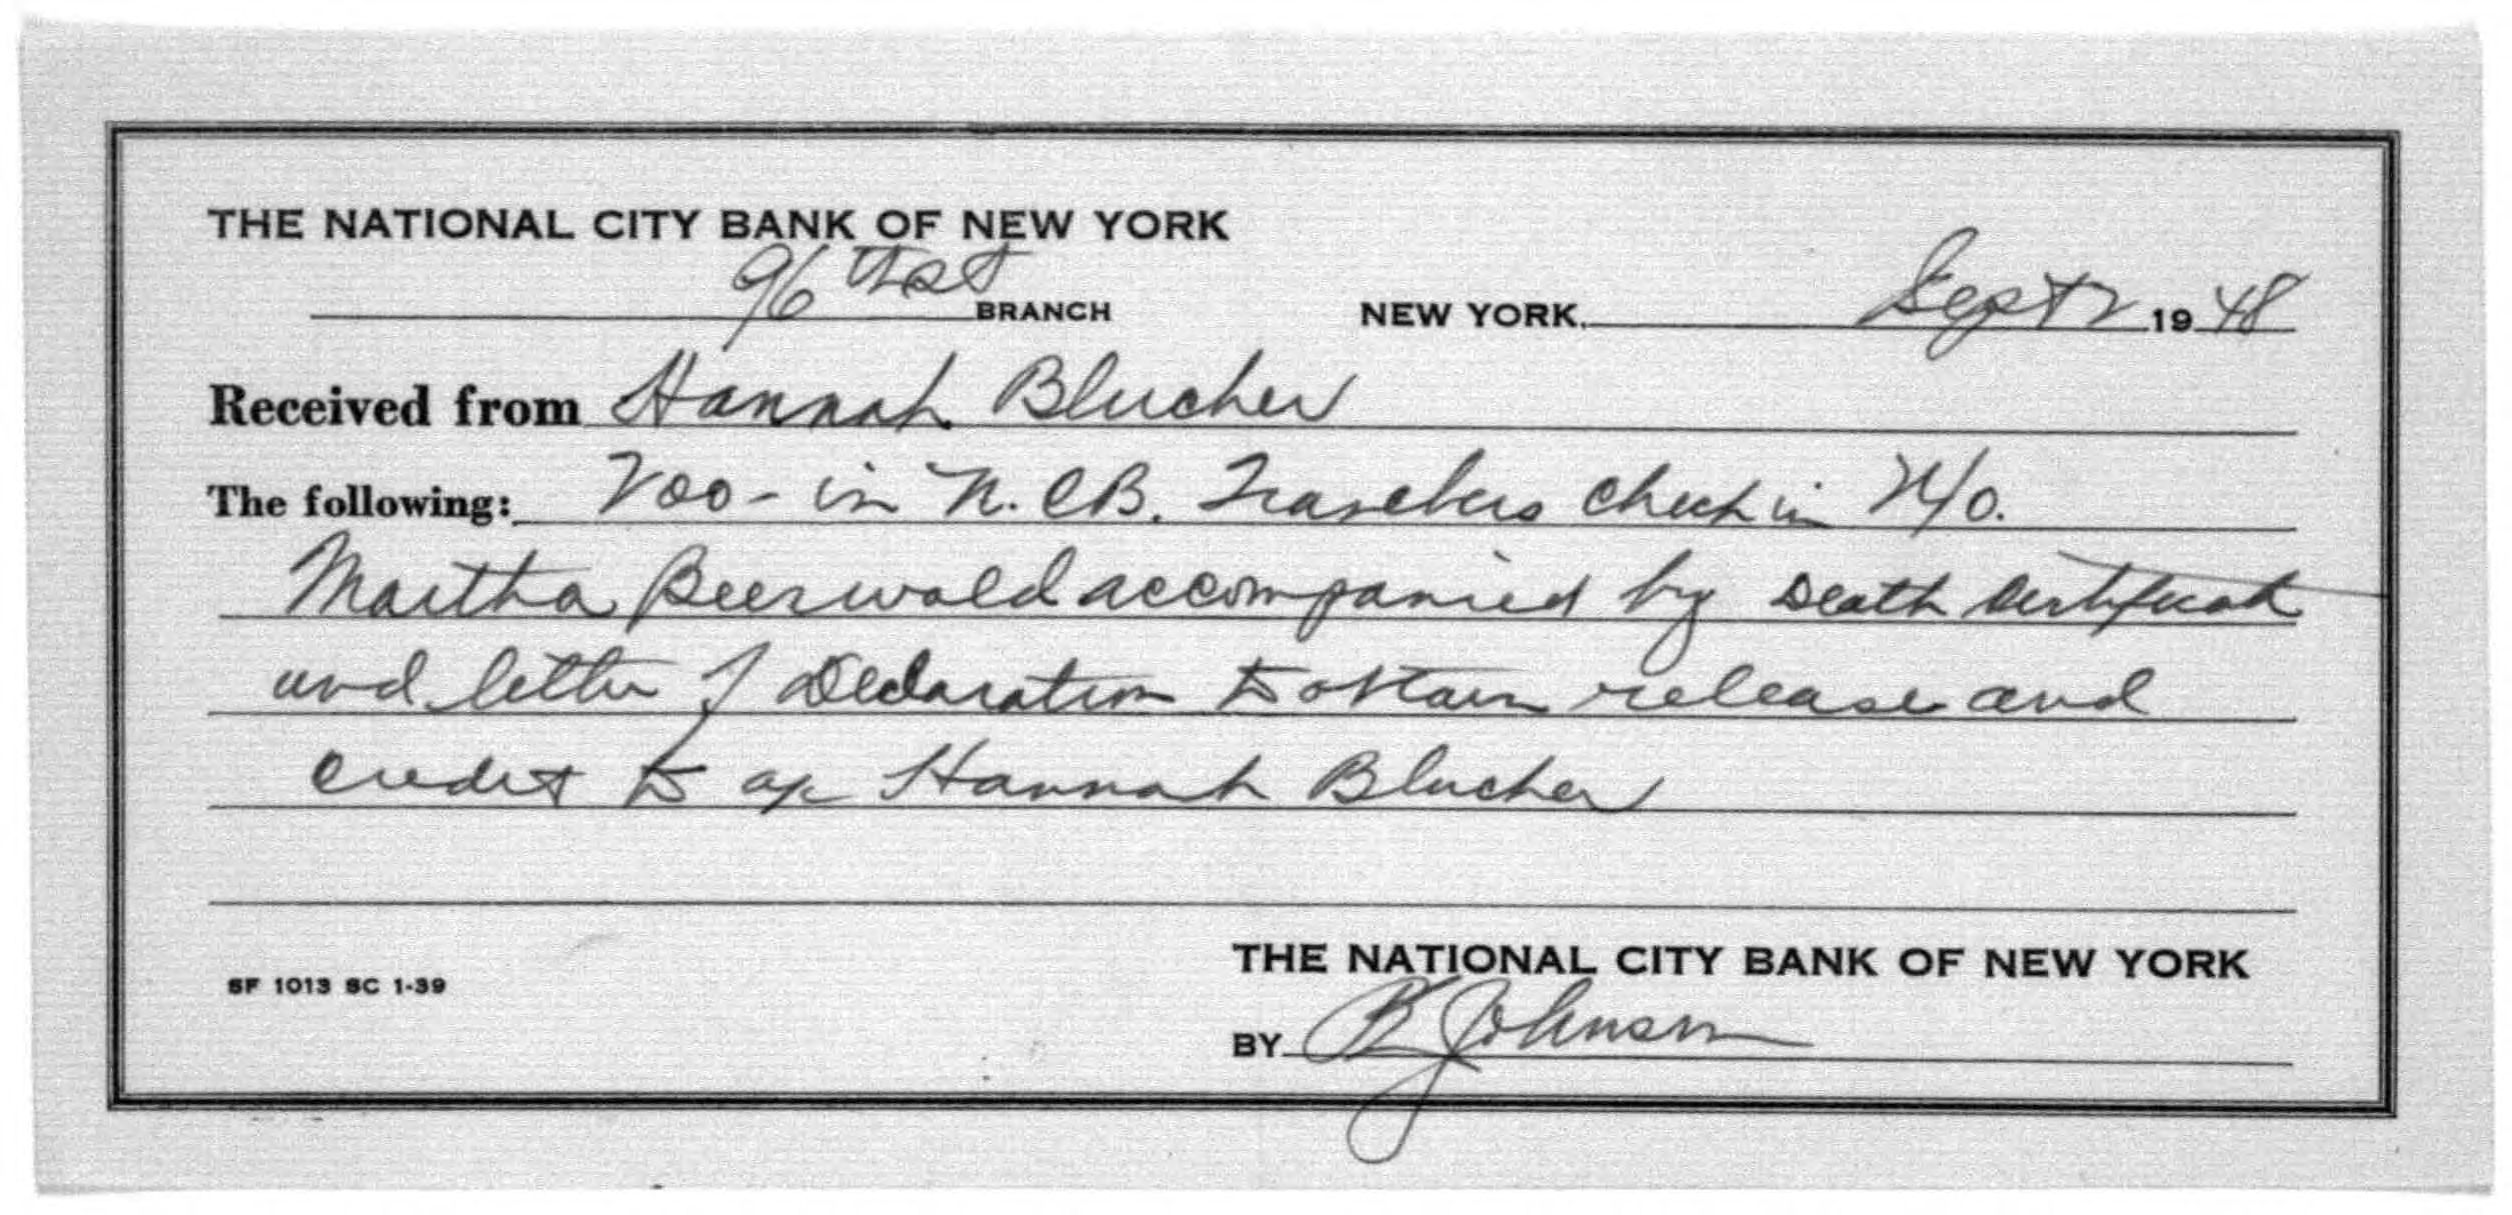 THE NATIONAL CITY BANK OF NEW YORK
96th St BRANCH NEW YORK, Sept 2 1948
Received from Hannah Blucher
The following: 200 - in N.C.B. Travelers Check in N/o.
Martha Beerwald accompanied by Death Certificate
and letter of Declaration to obtain release and
credit to a/c Hannah Blucher
THE NATIONAL CITY BANK OF NEW YORK
SF 1013 SC 1-39
BY Johnson